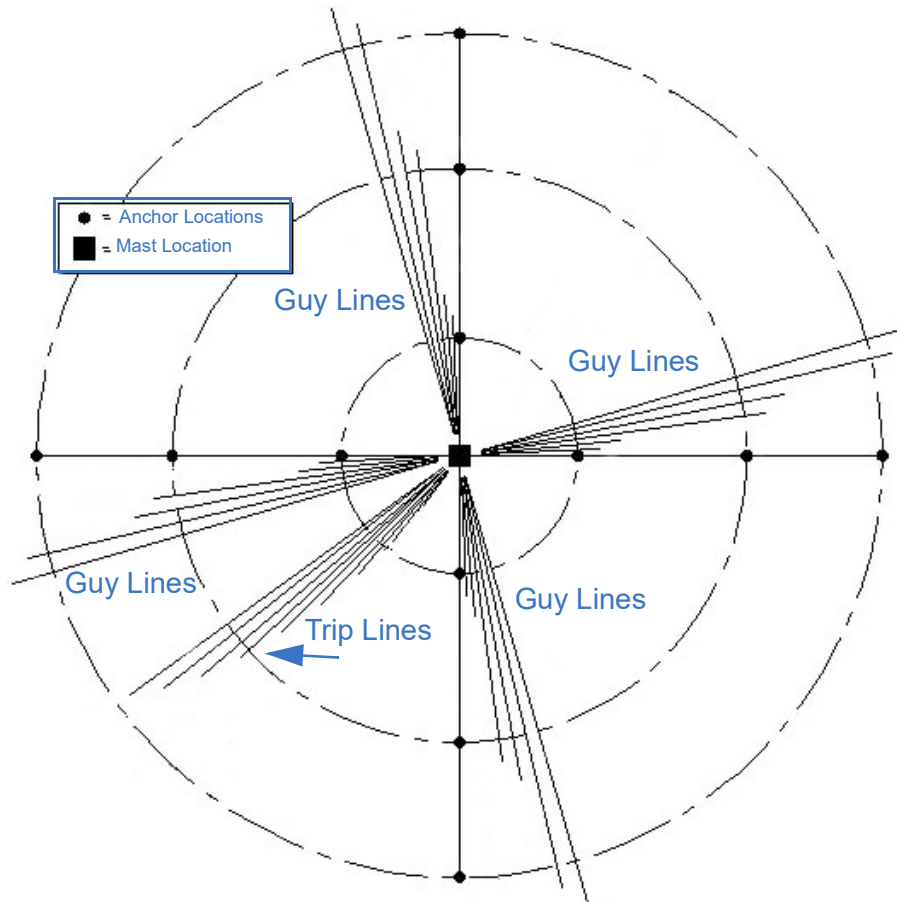 = Anchor Locations
= Mast Location
Guy Lines
Guy Lines
Guy Lines
Guy Lines
Trip Lines